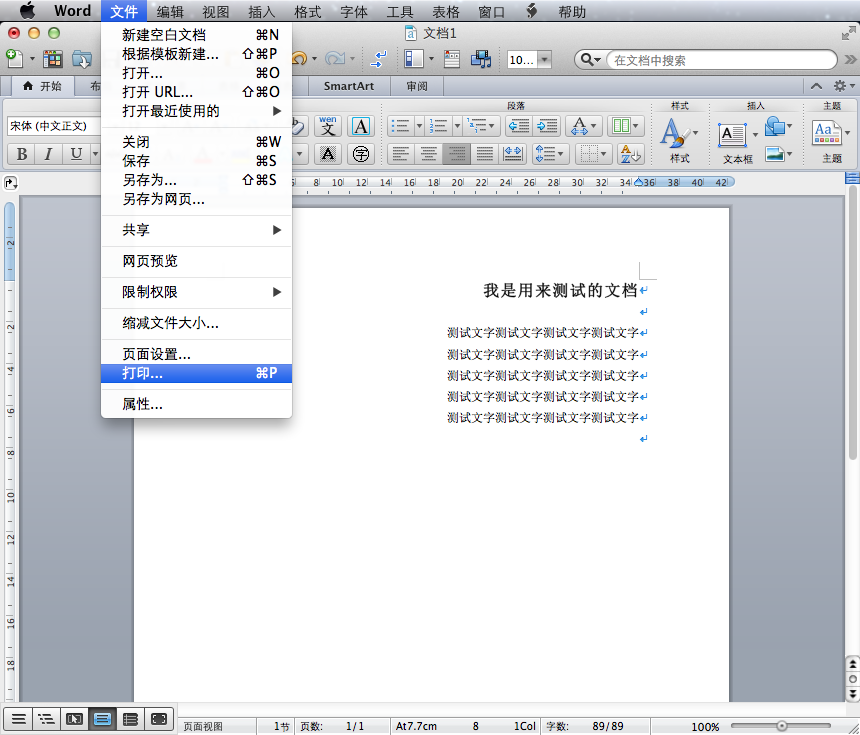 Word 文件 编辑 视图 插入 格式 字体 工具 表格 窗口 帮助
文档1
新建空白文档 ⌘N
根据模板新建... ⇧⌘P
打开... ⌘O
打开 URL... ⇧⌘O
打开最近使用的 ▶
关闭 ⌘W
保存 ⌘S
另存为... ⇧⌘S
另存为网页...
共享 ▶
网页预览
限制权限 ▶
缩减文件大小...
页面设置...
打印... ⌘P
属性...
10...
在文档中搜索
开始 布 SmartArt 审阅
段落 样式 插入 主题
宋体 (中文正文)
wén
文 A
B I U A 字
样式 文本框 主题
8 10 12 14 16 18 20 22 24 26 28 30 32 34 36 38 40 42
2
2
4
6
8
10
12
14
16
18
我是用来测试的文档
测试文字测试文字测试文字测试文字
测试文字测试文字测试文字测试文字
测试文字测试文字测试文字测试文字
测试文字测试文字测试文字测试文字
测试文字测试文字测试文字测试文字
页面视图 1节 页数: 1/1 At7.7cm 8 1Col 字数: 89/89 100%